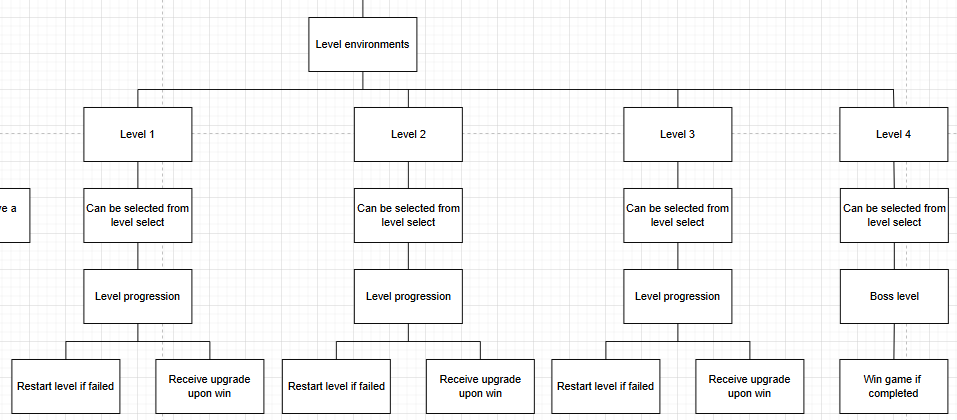 Level environments
Level 1
Level 2
Level 3
Level 4
Can be selected from
level select
Can be selected from
level select
Can be selected from
level select
Can be selected from
level select
Level progression
Level progression
Level progression
Boss level
Restart level if failed
Receive upgrade
upon win
Restart level if failed
Receive upgrade
upon win
Restart level if failed
Receive upgrade
upon win
Win game if
completed